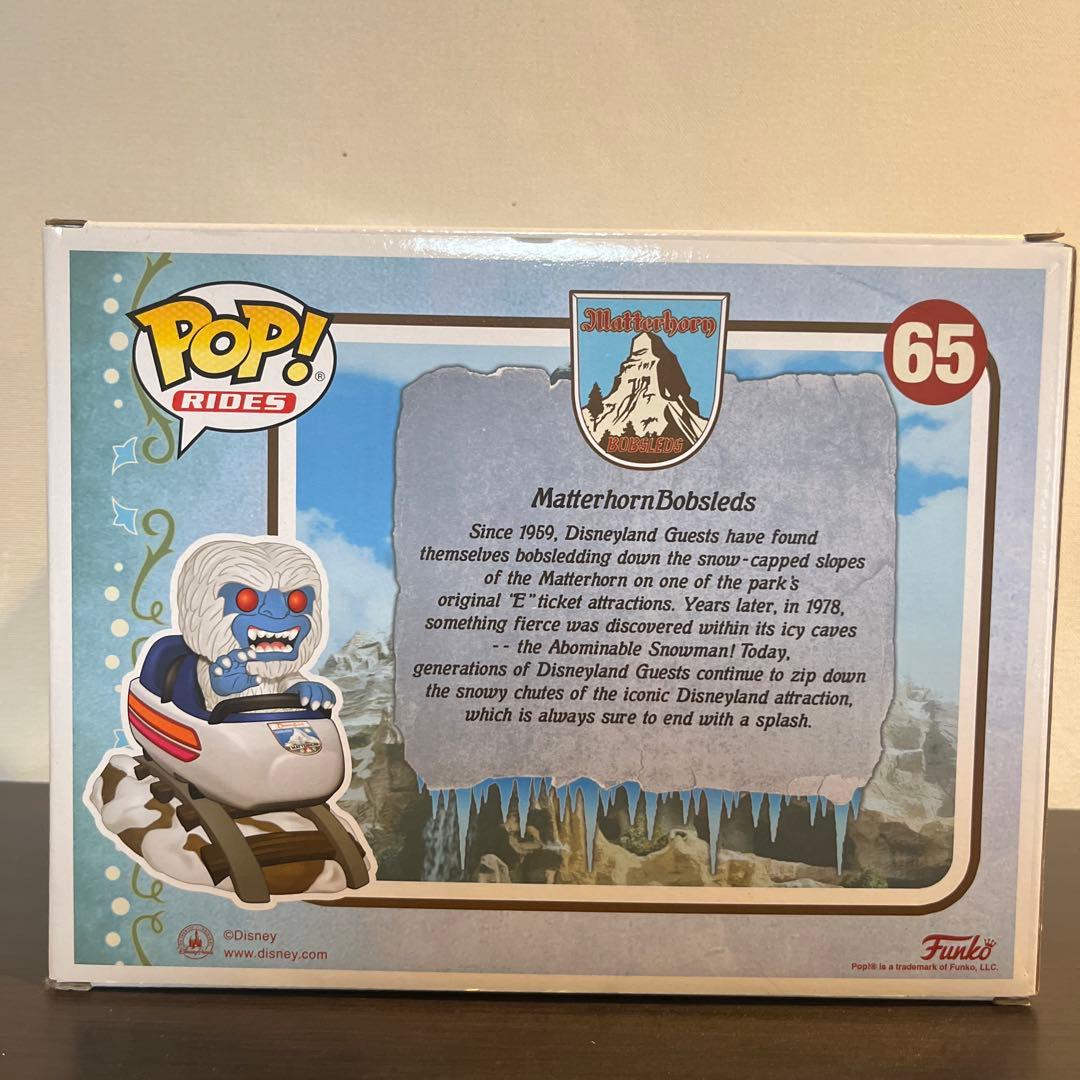 POP!®
RIDES
Matterhorn
BOBSLEDS
65
Matterhorn Bobsleds
Since 1959, Disneyland Guests have found
themselves bobsledding down the snow-capped slopes
of the Matterhorn on one of the park's
original "E" ticket attractions. Years later, in 1978,
something fierce was discovered within its icy caves
-- the Abominable Snowman! Today,
generations of Disneyland Guests continue to zip down
the snowy chutes of the iconic Disneyland attraction,
which is always sure to end with a splash.
©Disney
www.disney.com
Funko
Pop!® is a trademark of Funko, LLC.